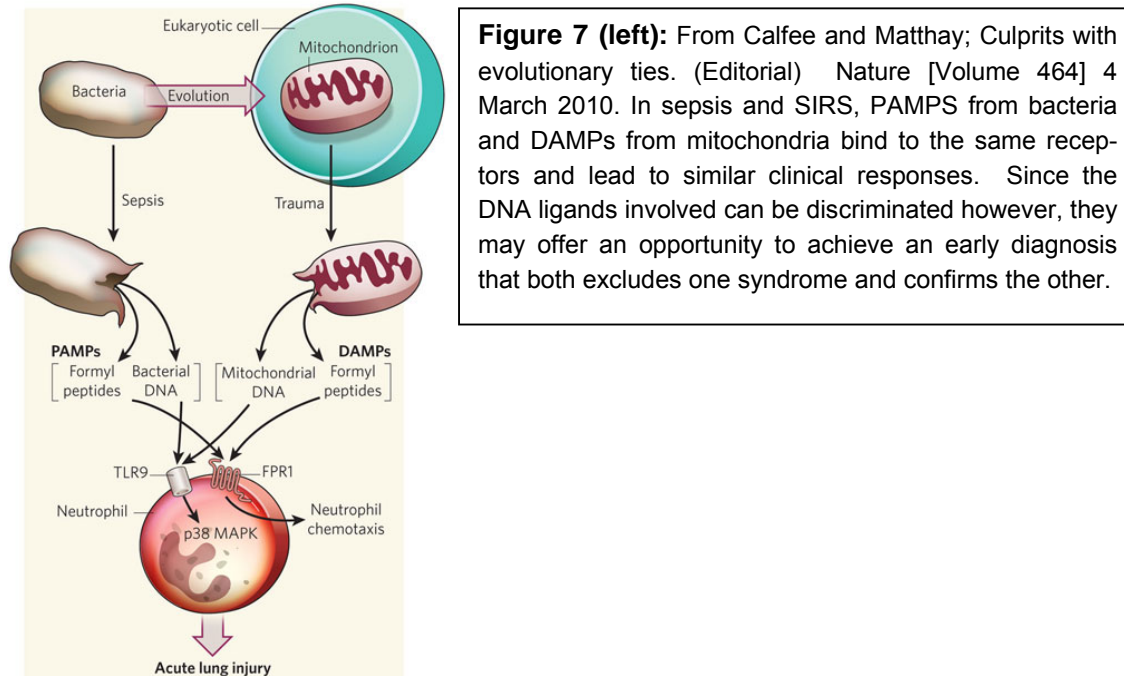 Eukaryotic cell
Mitochondrion
Bacteria
Evolution
Sepsis
Trauma
PAMPs
DAMPs
Formyl
peptides
Bacterial
DNA
Mitochondrial
DNA
Formyl
peptides
TLR9
FPR1
Neutrophil
p38 MAPK
Neutrophil
chemotaxis
Acute lung injury
Figure 7 (left): From Calfee and Matthay; Culprits with
evolutionary ties. (Editorial) Nature [Volume 464] 4
March 2010. In sepsis and SIRS, PAMPS from bacteria
and DAMPs from mitochondria bind to the same recep-
tors and lead to similar clinical responses. Since the
DNA ligands involved can be discriminated however, they
may offer an opportunity to achieve an early diagnosis
that both excludes one syndrome and confirms the other.